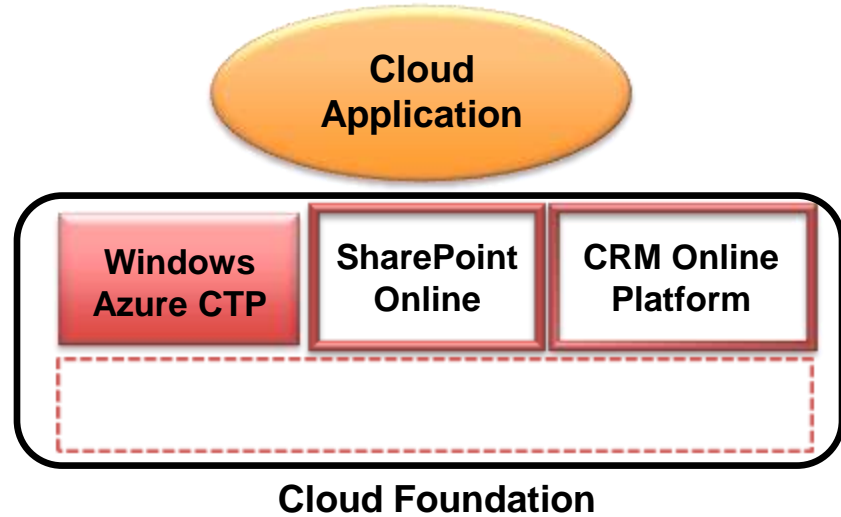 Cloud
Application
Windows
Azure CTP
SharePoint
Online
CRM Online
Platform
Cloud Foundation